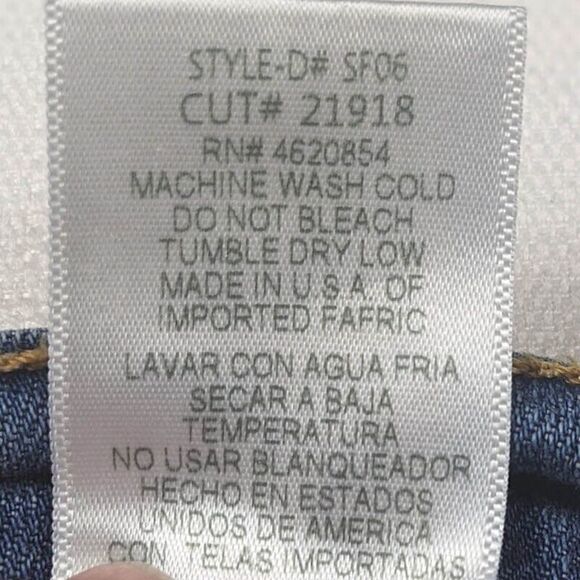 STYLE-D# SF06
CUT# 21918
RN# 4620854
MACHINE WASH COLD
DO NOT BLEACH
TUMBLE DRY LOW
MADE IN U S A. OF
IMPORTED FAFRIC
LAVAR CON AGUA FRIA
SECAR A BAJA
TEMPERATURA
NO USAR BLANQUEADOR
HECHO EN ESTADOS
UNIDOS DE AMERICA
CON TELAS IMPORTADAS